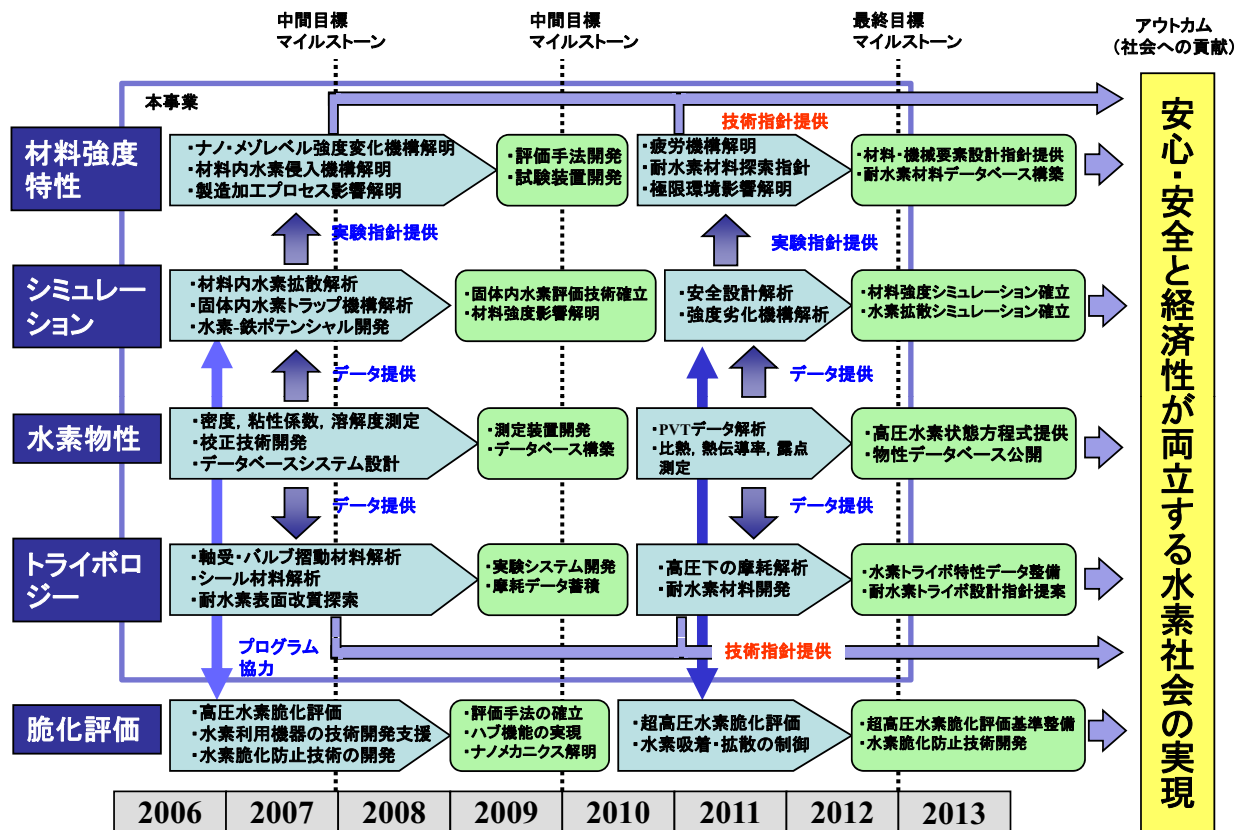 中間目標
マイルストーン
中間目標
マイルストーン
最終目標
マイルストーン
アウトカム
(社会への貢献)
本事業
技術指針提供
材料強度
特性
・ナノ・メゾレベル強度変化機構解明
・材料内水素侵入機構解明
・製造加工プロセス影響解明
・評価手法開発
・試験装置開発
・疲労機構解明
・耐水素材料探索指針
・極限環境影響解明
・材料・機械要素設計指針提供
・耐水素材料データベース構築
実験指針提供
実験指針提供
シミュレー
ション
・材料内水素拡散解析
・固体内水素トラップ機構解析
・水素-鉄ポテンシャル開発
・固体内水素評価技術確立
・材料強度影響解明
・安全設計解析
・強度劣化機構解析
・材料強度シミュレーション確立
・水素拡散シミュレーション確立
データ提供
データ提供
水素物性
・密度, 粘性係数, 溶解度測定
・校正技術開発
・データベースシステム設計
・測定装置開発
・データベース構築
・PVTデータ解析
・比熱, 熱伝導率, 露点
測定
・高圧水素状態方程式提供
・物性データベース公開
データ提供
データ提供
トライボロ
ジー
・軸受・バルブ摺動材料解析
・シール材料解析
・耐水素表面改質探索
・実験システム開発
・摩耗データ蓄積
・高圧下の摩耗解析
・耐水素材料開発
・水素トライボ特性データ整備
・耐水素トライボ設計指針提案
プログラム
協力
技術指針提供
脆化評価
・高圧水素脆化評価
・水素利用機器の技術開発支援
・水素脆化防止技術の開発
・評価手法の確立
・ハブ機能の実現
・ナノメカニクス解明
・超高圧水素脆化評価
・水素吸着・拡散の制御
・超高圧水素脆化評価基準整備
・水素脆化防止技術開発
安心・安全と経済性が両立する水素社会の実現
2006
2007
2008
2009
2010
2011
2012
2013